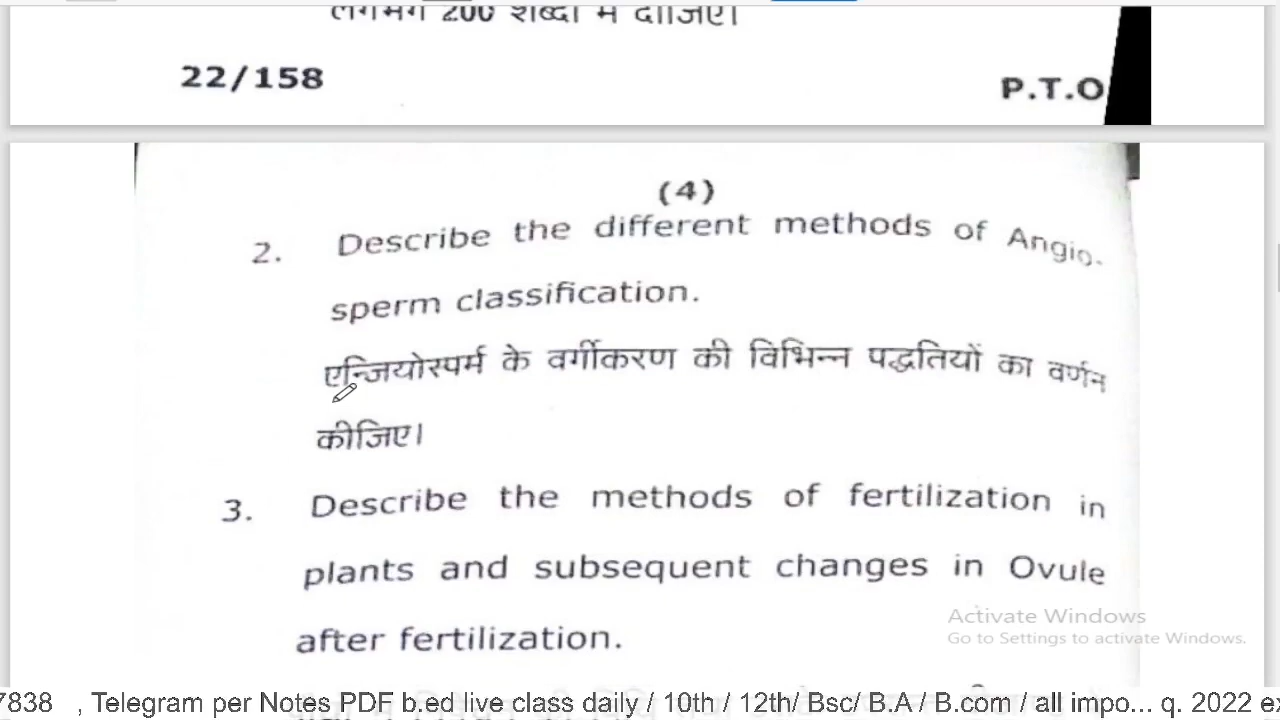 लगभग 200 शब्दों में दीजिए।
22/158
P.T.O
(4)
2. Describe the different methods of Angio-
sperm classification.
एन्जियोस्पर्म के वर्गीकरण की विभिन्न पद्धतियों का वर्णन
कीजिए।
3. Describe the methods of fertilization in
plants and subsequent changes in Ovule
after fertilization.
Activate Windows
Go to Settings to activate Windows.
7838 , Telegram per Notes PDF b.ed live class daily / 10th / 12th/ Bsc/ B.A / B.com / all impo... q. 2022 ex